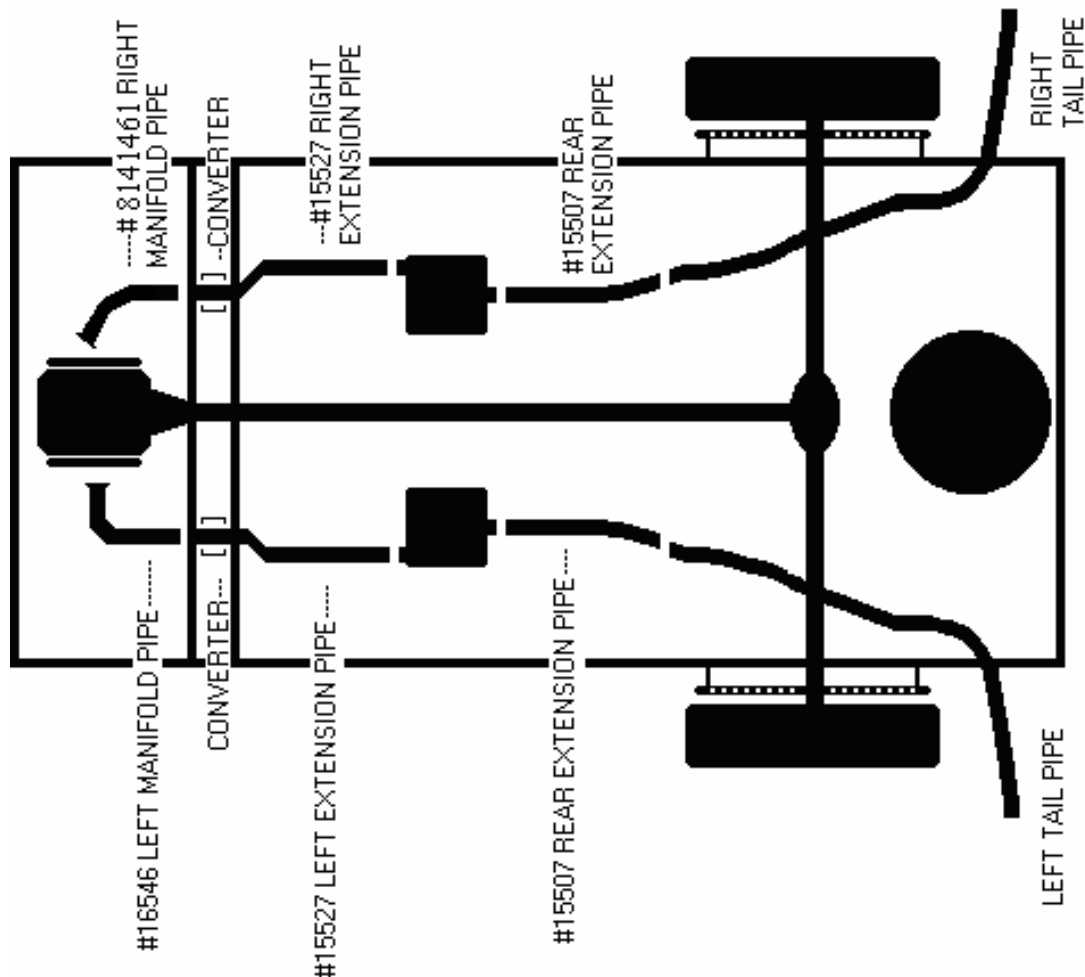 ----# 8141461 RIGHT
MANIFOLD PIPE
[ ] --CONVERTER
--#15527 RIGHT
EXTENSION PIPE
#15507 REAR
EXTENSION PIPE
RIGHT
TAIL PIPE
#16546 LEFT MANIFOLD PIPE------
CONVERTER--- [ ]
#15527 LEFT EXTENSION PIPE-----
#15507 REAR EXTENSION PIPE----
LEFT TAIL PIPE